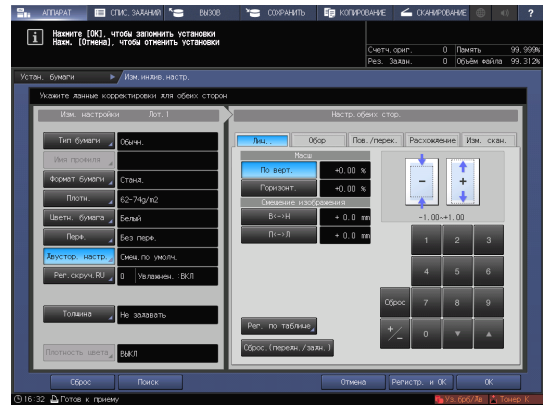 АППАРАТ
СПИС. ЗАДАНИЙ
ВЫЗОВ
СОХРАНИТЬ
КОПИРОВАНИЕ
СКАНИРОВАНИЕ
?
Нажмите [OK], чтобы запомнить установки
Нажм. [Отмена], чтобы отменить установки
Счетч. ориг. 0 Память 99.999%
Рез. Задан. 0 Объём файла 99.312%
Устан. бумаги
Изм. индив. настр.
Укажите данные корректировки для обеих сторон
Изм. настройки Лот.1
Настр. обеих стор.
Тип бумаги Обычн.
Имя профиля
Формат бумаги Станд.
Плотн. 62-74g/m2
Цветн. бумага Белый
Перф. Без перф.
Двустор. настр. Смещ.по умолч.
Рег.скруч.RU 0 Увлажнен. :ВКЛ
Толщина Не задавать
Плотность цвета ВЫКЛ
Лиц..
Обор
Пов./перек.
Расхождение
Изм. скан.
Масш
По верт. +0.00 %
Горизонт. +0.00 %
Смещение изображения
В<->Н + 0.0 mm
П<->Л + 0.0 mm
Рег. по таблице
Сброс.(передн./задн.)
- +
-1.00~+1.00
1 2 3
4 5 6
Сброс 7 8 9
+/- 0 ▼ ▲
Сброс
Поиск
Отмена
Регистр. и OK
OK
16:32 Готов к приему
Тонер K